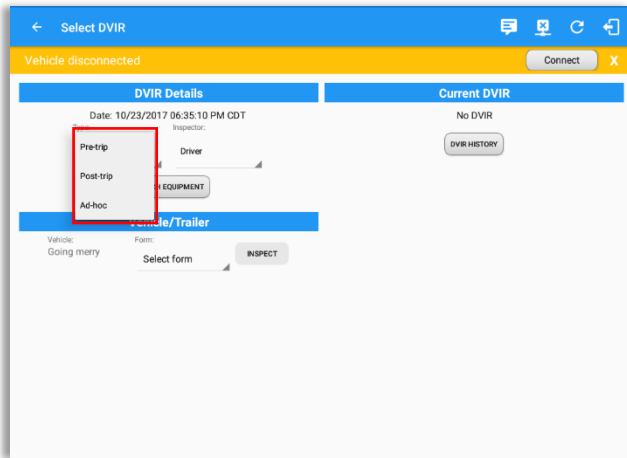 Select DVIR
Vehicle disconnected
Connect
X
DVIR Details
Date: 10/23/2017 06:35:10 PM CDT
Type:
Inspector:
Pre-trip
Post-trip
Ad-hoc
Driver
EQUIPMENT
Vehicle/Trailer
Vehicle:
Going merry
Form:
Select form
INSPECT
Current DVIR
No DVIR
DVIR HISTORY